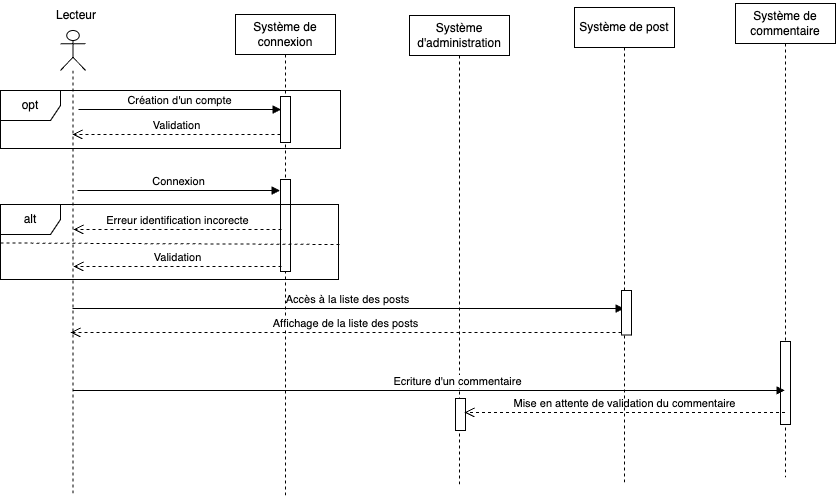 Lecteur
Système de
connexion
Système
d'administration
Système de post
Système de
commentaire
opt
Création d'un compte
Validation
Connexion
alt
Erreur identification incorecte
Validation
Accès à la liste des posts
Affichage de la liste des posts
Ecriture d'un commentaire
Mise en attente de validation du commentaire